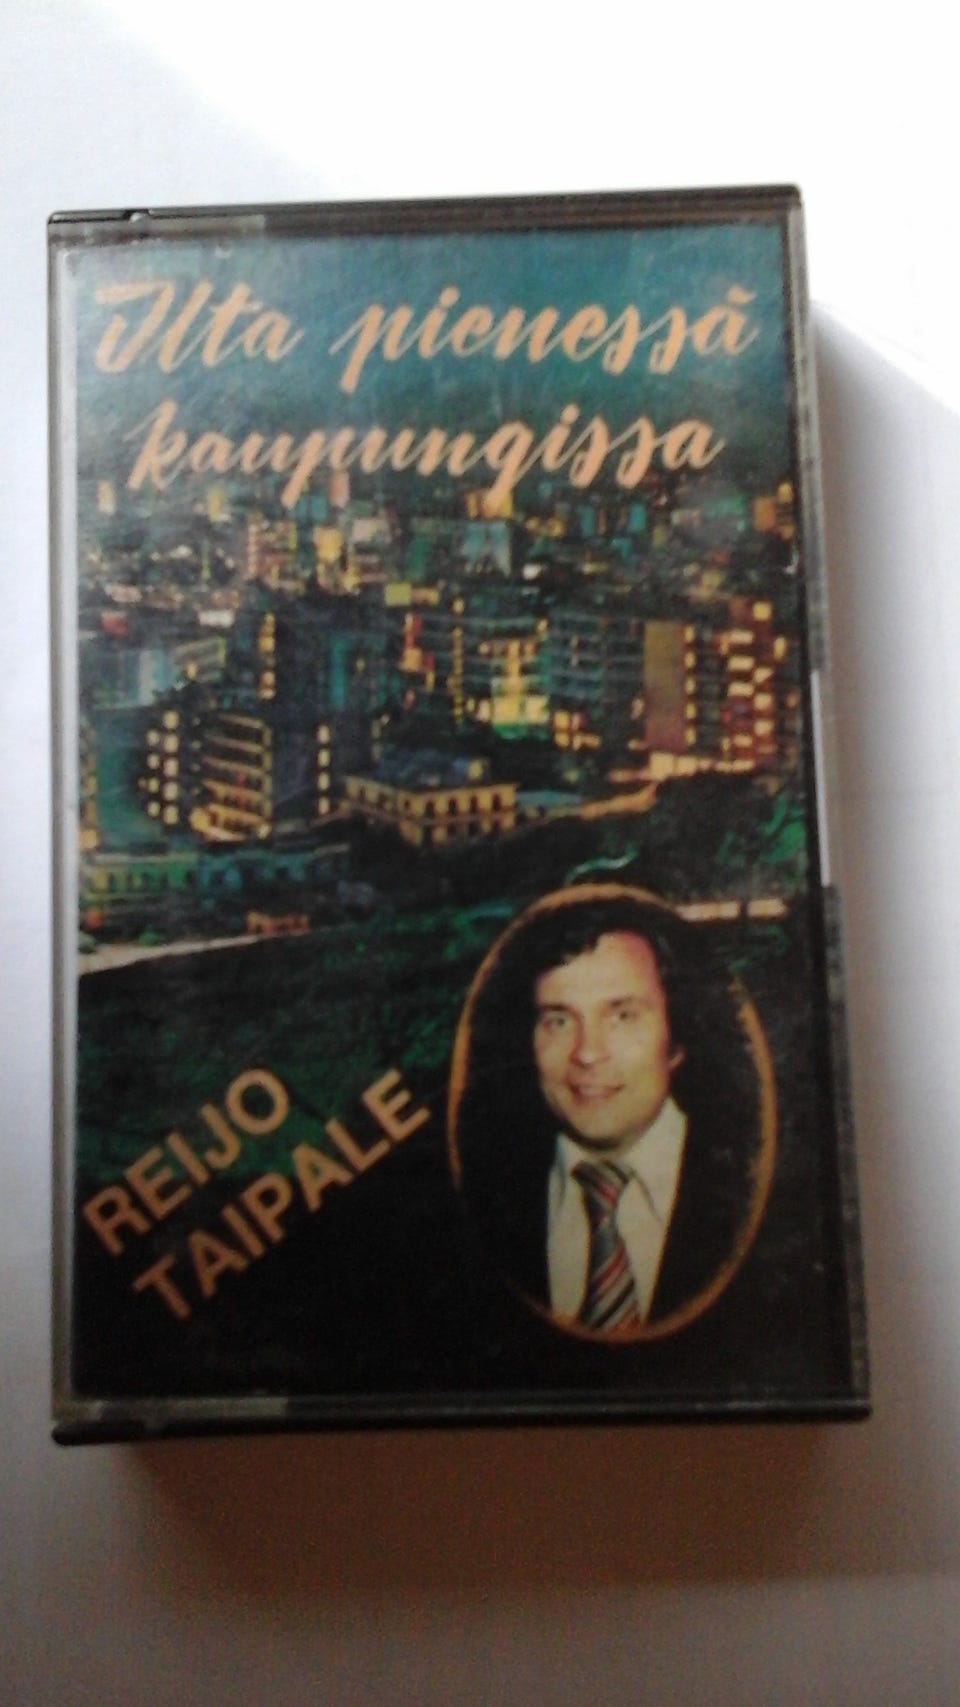 Ilta pienessä
kaupungissa
REIJO
TAIPALE